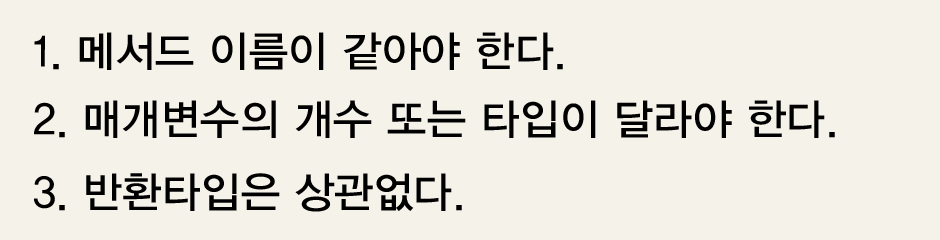 1. 메서드 이름이 같아야 한다.
2. 매개변수의 개수 또는 타입이 달라야 한다.
3. 반환타입은 상관없다.